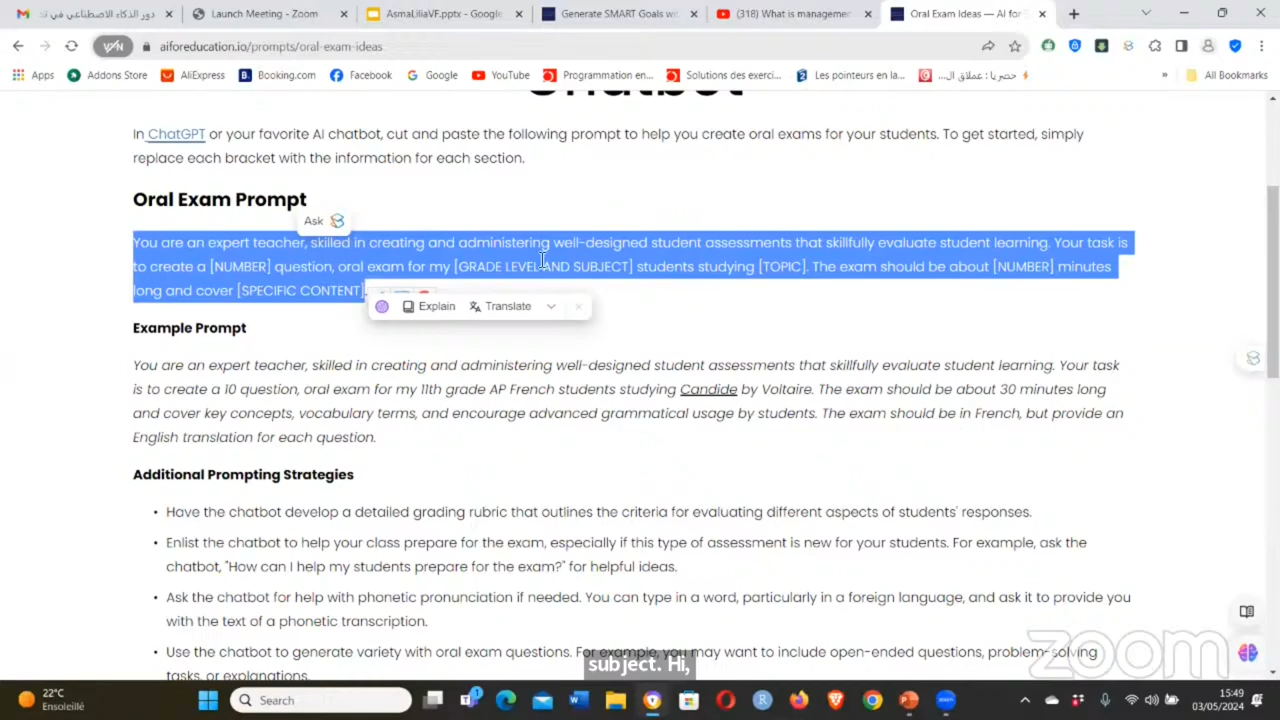 دور الذكاء الاصطناعي في تد
Launch Meeting - Zoom
AsmaLiliaVF.pptx - Google
Generate SMART Goals wi
(318) What is managemen
Oral Exam Ideas — AI for E
VPN
aiforeducation.io/prompts/oral-exam-ideas
Apps
Addons Store
AliExpress
Booking.com
Facebook
Google
YouTube
Programmation en...
Solutions des exerci...
Les pointeurs en la...
حصريا : عملاق ال...
»
All Bookmarks
Chatbot
In ChatGPT or your favorite AI chatbot, cut and paste the following prompt to help you create oral exams for your students. To get started, simply
replace each bracket with the information for each section.
Oral Exam Prompt
Ask
You are an expert teacher, skilled in creating and administering well-designed student assessments that skillfully evaluate student learning. Your task is
to create a [NUMBER] question, oral exam for my [GRADE LEVEL AND SUBJECT] students studying [TOPIC]. The exam should be about [NUMBER] minutes
long and cover [SPECIFIC CONTENT].
Explain
Translate
Example Prompt
You are an expert teacher, skilled in creating and administering well-designed student assessments that skillfully evaluate student learning. Your task
is to create a 10 question, oral exam for my 11th grade AP French students studying Candide by Voltaire. The exam should be about 30 minutes long
and cover key concepts, vocabulary terms, and encourage advanced grammatical usage by students. The exam should be in French, but provide an
English translation for each question.
Additional Prompting Strategies
• Have the chatbot develop a detailed grading rubric that outlines the criteria for evaluating different aspects of students' responses.
• Enlist the chatbot to help your class prepare for the exam, especially if this type of assessment is new for your students. For example, ask the
chatbot, "How can I help my students prepare for the exam?" for helpful ideas.
• Ask the chatbot for help with phonetic pronunciation if needed. You can type in a word, particularly in a foreign language, and ask it to provide you
with the text of a phonetic transcription.
• Use the chatbot to generate variety with oral exam questions. For example, you may want to include open-ended questions, problem-solving
tasks, or explanations.
zoom
subject. Hi,
22°C
Ensoleillé
Search
15:49
03/05/2024